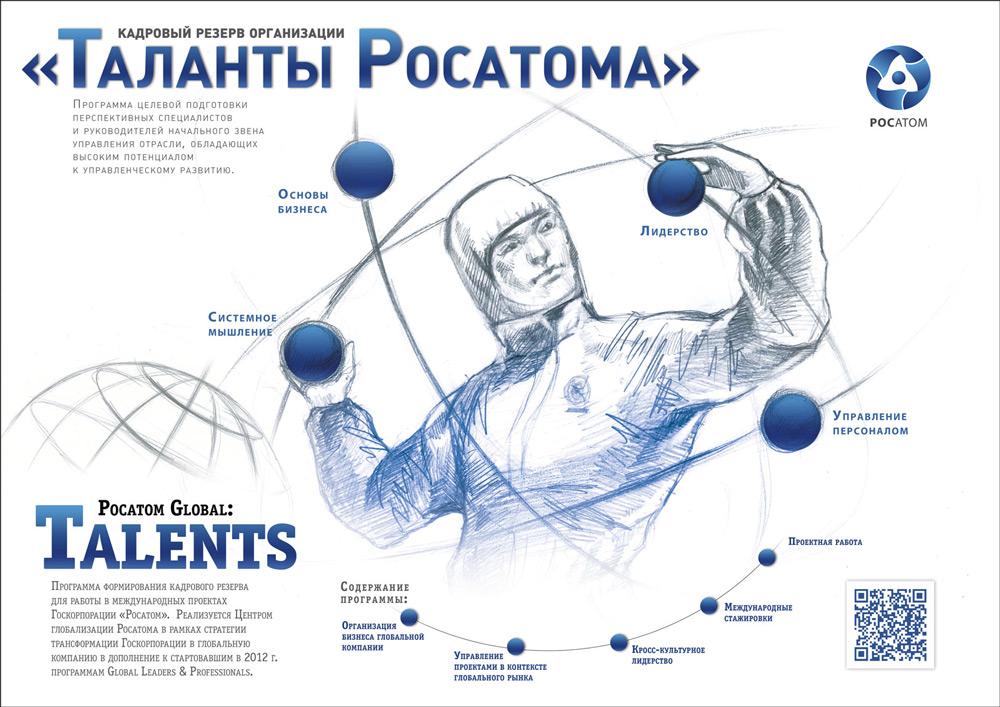 КАДРОВЫЙ РЕЗЕРВ ОРГАНИЗАЦИИ
«ТАЛАНТЫ РОСАТОМА»
ПРОГРАММА ЦЕЛЕВОЙ ПОДГОТОВКИ
ПЕРСПЕКТИВНЫХ СПЕЦИАЛИСТОВ
И РУКОВОДИТЕЛЕЙ НАЧАЛЬНОГО ЗВЕНА
УПРАВЛЕНИЯ ОТРАСЛИ, ОБЛАДАЮЩИХ
ВЫСОКИМ ПОТЕНЦИАЛОМ
К УПРАВЛЕНЧЕСКОМУ РАЗВИТИЮ.
РОСАТОМ
ОСНОВЫ
БИЗНЕСА
ЛИДЕРСТВО
СИСТЕМНОЕ
МЫШЛЕНИЕ
УПРАВЛЕНИЕ
ПЕРСОНАЛОМ
ROCATOM GLOBAL:
TALENTS
ПРОГРАММА ФОРМИРОВАНИЯ КАДРОВОГО РЕЗЕРВА
ДЛЯ РАБОТЫ В МЕЖДУНАРОДНЫХ ПРОЕКТАХ
ГОСКОРПОРАЦИИ «РОСАТОМ». РЕАЛИЗУЕТСЯ ЦЕНТРОМ
ГЛОБАЛИЗАЦИИ РОСАТОМА В РАМКАХ СТРАТЕГИИ
ТРАНСФОРМАЦИИ ГОСКОРПОРАЦИИ В ГЛОБАЛЬНУЮ
КОМПАНИЮ В ДОПОЛНЕНИЕ К СТАРТОВАВШИМ В 2012 Г.
ПРОГРАММАМ GLOBAL LEADERS & PROFESSIONALS.
СОДЕРЖАНИЕ
ПРОГРАММЫ:
ОРГАНИЗАЦИЯ
БИЗНЕСА ГЛОБАЛЬНОЙ
КОМПАНИИ
УПРАВЛЕНИЕ
ПРОЕКТАМИ В КОНТЕКСТЕ
ГЛОБАЛЬНОГО РЫНКА
КРОСС-КУЛЬТУРНОЕ
ЛИДЕРСТВО
МЕЖДУНАРОДНЫЕ
СТАЖИРОВКИ
ПРОЕКТНАЯ РАБОТА